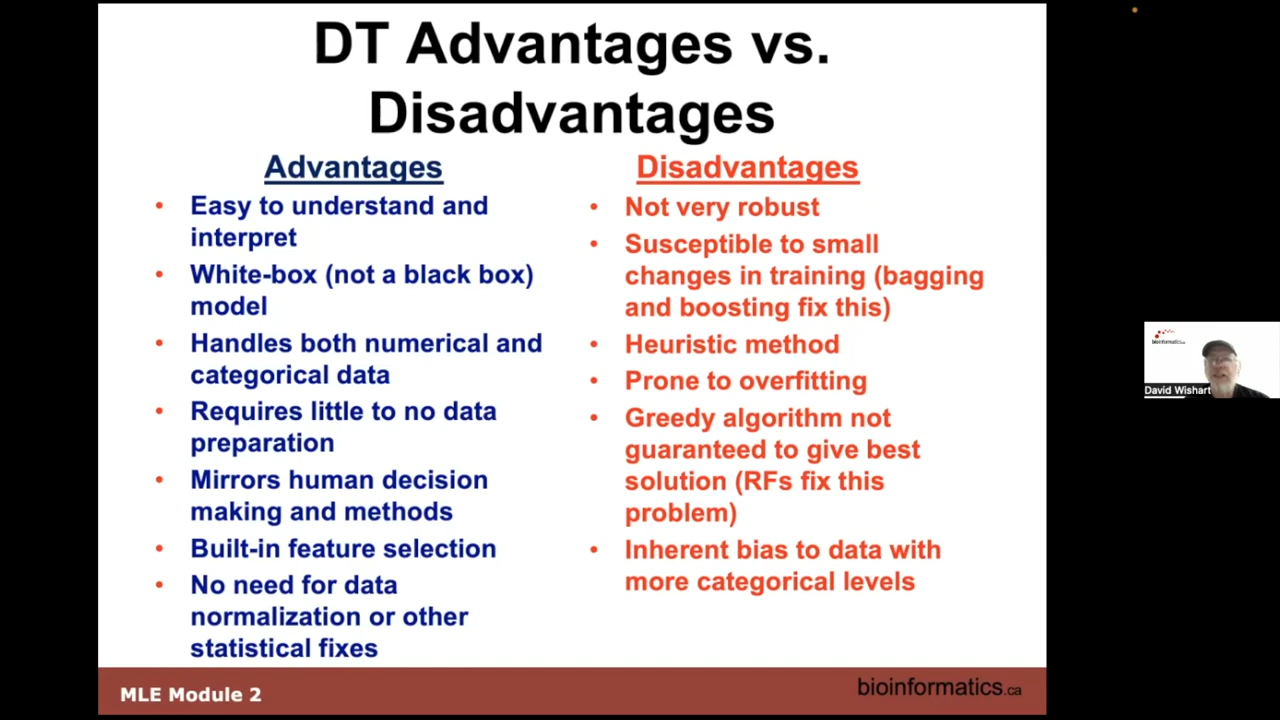 DT Advantages vs.
Disadvantages
Advantages
Easy to understand and
interpret
White-box (not a black box)
model
Handles both numerical and
categorical data
Requires little to no data
preparation
Mirrors human decision
making and methods
Built-in feature selection
No need for data
normalization or other
statistical fixes
Disadvantages
Not very robust
Susceptible to small
changes in training (bagging
and boosting fix this)
Heuristic method
Prone to overfitting
Greedy algorithm not
guaranteed to give best
solution (RFs fix this
problem)
Inherent bias to data with
more categorical levels
MLE Module 2
bioinformatics.ca
bioinformatics.ca
David Wishart